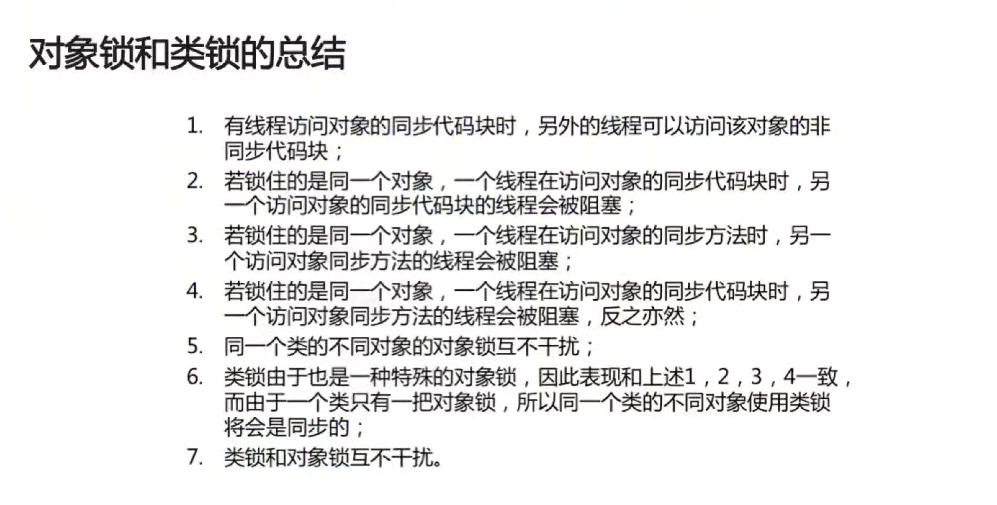 对象锁和类锁的总结
1. 有线程访问对象的同步代码块时，另外的线程可以访问该对象的非
同步代码块；
2. 若锁住的是同一个对象，一个线程在访问对象的同步代码块时，另
一个访问对象的同步代码块的线程会被阻塞；
3. 若锁住的是同一个对象，一个线程在访问对象的同步方法时，另一
个访问对象同步方法的线程会被阻塞；
4. 若锁住的是同一个对象，一个线程在访问对象的同步代码块时，另
一个访问对象同步方法的线程会被阻塞，反之亦然；
5. 同一个类的不同对象的对象锁互不干扰；
6. 类锁由于也是一种特殊的对象锁，因此表现和上述1，2，3，4一致，
而由于一个类只有一把对象锁，所以同一个类的不同对象使用类锁
将会是同步的；
7. 类锁和对象锁互不干扰。